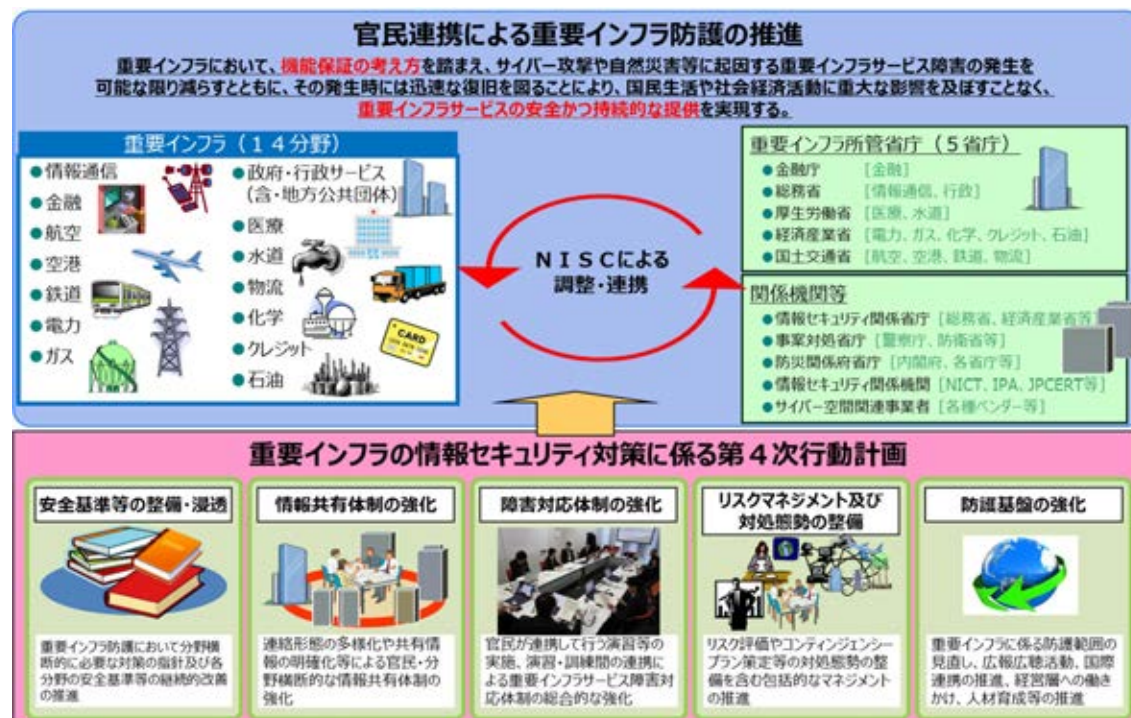 官民連携による重要インフラ防護の推進
重要インフラにおいて、機能保証の考え方を踏まえ、サイバー攻撃や自然災害等に起因する重要インフラサービス障害の発生を
可能な限り減らすとともに、その発生時には迅速な復旧を図ることにより、国民生活や社会経済活動に重大な影響を及ぼすことなく、
重要インフラサービスの安全かつ持続的な提供を実現する。
重要インフラ（１４分野）
●情報通信
●金融
●航空
●空港
●鉄道
●電力
●ガス
●政府・行政サービス
（含・地方公共団体）
●医療
●水道
●物流
●化学
●クレジット
●石油
CARD
ＮＩＳＣによる
調整・連携
重要インフラ所管省庁（５省庁）
●金融庁 [金融]
●総務省 [情報通信、行政]
●厚生労働省 [医療、水道]
●経済産業省 [電力、ガス、化学、クレジット、石油]
●国土交通省 [航空、空港、鉄道、物流]
関係機関等
●情報セキュリティ関係省庁 [総務省、経済産業省等]
●事案対処省庁 [警察庁、防衛省等]
●防災関係府省庁 [内閣府、各省庁等]
●情報セキュリティ関係機関 [NICT、IPA、JPCERT等]
●サイバー空間関連事業者 [各種ベンダー等]
重要インフラの情報セキュリティ対策に係る第４次行動計画
安全基準等の整備・浸透
重要インフラ防護において分野横
断的に必要な対策の指針及び各
分野の安全基準等の継続的改善
の推進
情報共有体制の強化
連絡形態の多様化や共有情報
の明確化等による官民・分
野横断的な情報共有体制の
強化
障害対応体制の強化
官民が連携して行う演習等の
実施、演習・訓練間の連携に
よる重要インフラサービス障害対
応体制の総合的な強化
リスクマネジメント及び
対処態勢の整備
リスク評価やコンティンジェンシー
プラン策定等の対処態勢の整
備を含む包括的なマネジメント
の推進
防護基盤の強化
重要インフラに係る防護範囲の
見直し、広報広聴活動、国際
連携の推進、経営層への働き
かけ、人材育成等の推進